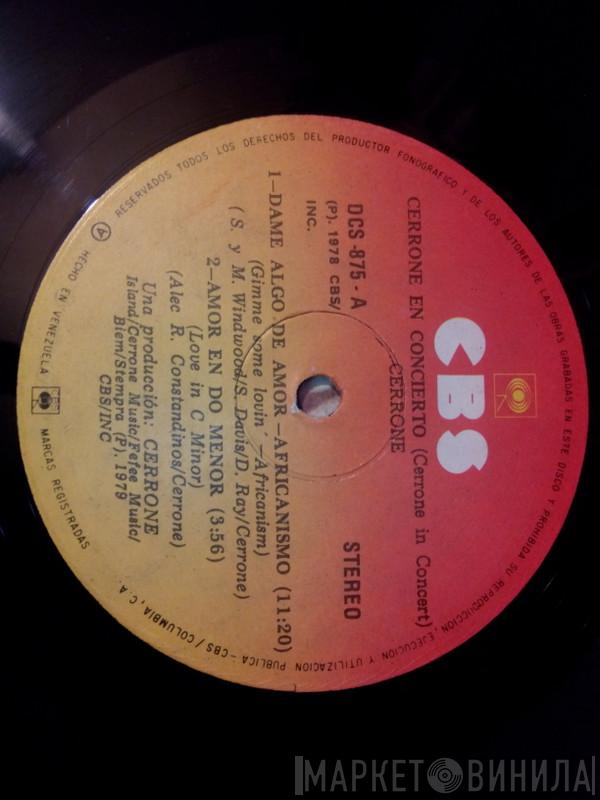 CBS
CERRONE EN CONCIERTO (Cerrone in Concert)
CERRONE
DCS-875-A
(P). 1978 CBS/
INC.
STEREO
1—DAME ALGO DE AMOR—AFRICANISMO (11:20)
(Gimme some lovin —Africanism)
( S. y M. Windwood/S. Davis/D. Ray/Cerrone)
2—AMOR EN DO MENOR (3:56)
(Love in C Minor)
(Alec R. Constandinos/Cerrone)
Una producción: CERRONE
Island/Cerrone Music/Fefee Music/
Biem/Siempra (P). 1979
CBS/INC
RESERVADOS TODOS LOS DERECHOS DEL PRODUCTOR FONOGRAFICO Y DE LOS AUTORES DE LAS OBRAS GRABADAS EN ESTE DISCO Y PROHIBIDA SU REPRODUCCION, EJECUCION Y UTILIZACION PUBLICA - CBS / COLUMBIA, C. A.
A HECHO EN VENEZUELA
MARCAS REGISTRADAS
МАРКЕТ ВИНИЛА